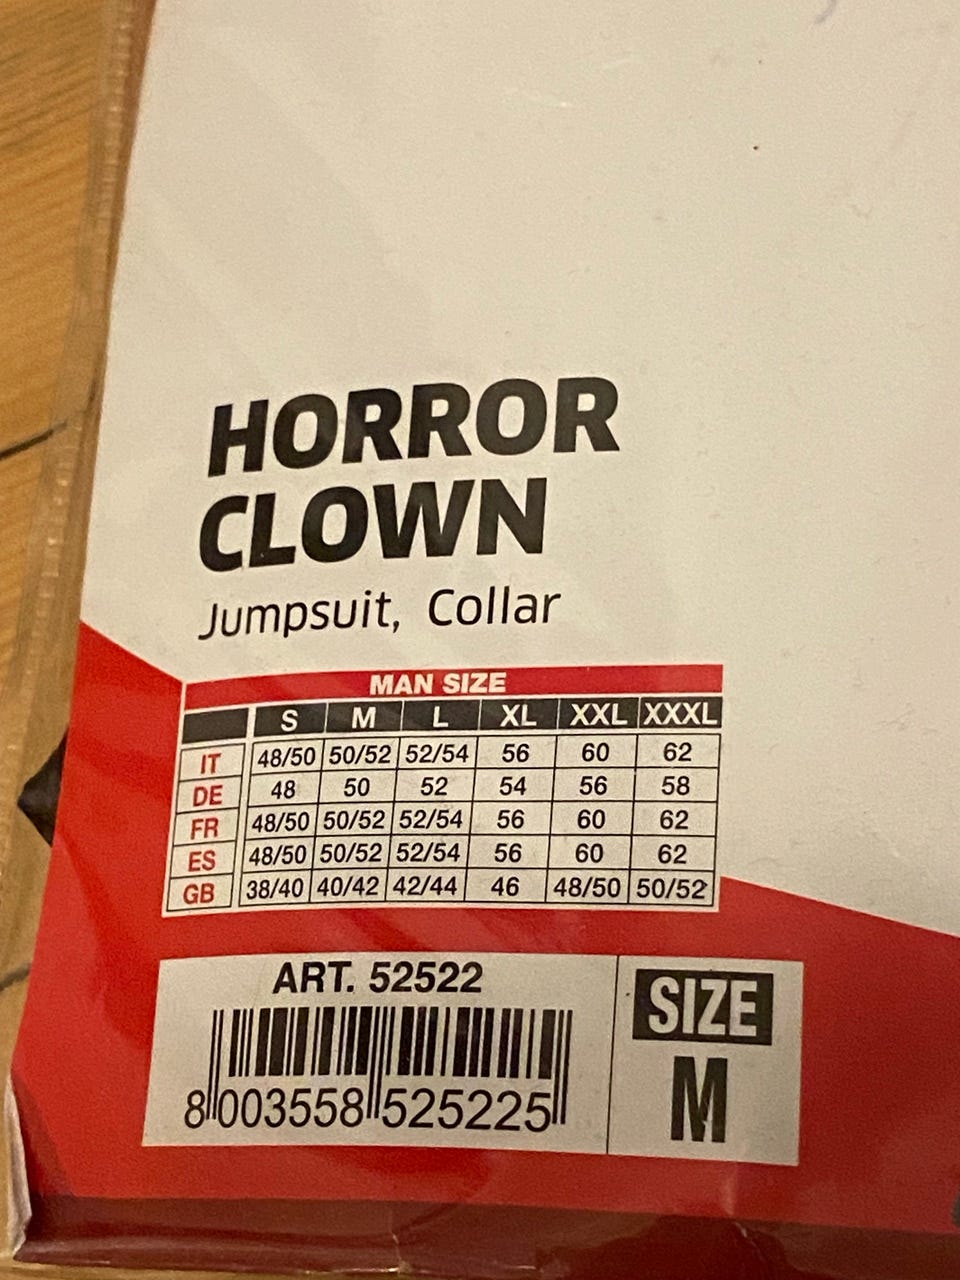 HORROR
CLOWN
Jumpsuit, Collar
MAN SIZE
S M L XL XXL XXXL
IT 48/50 50/52 52/54 56 60 62
DE 48 50 52 54 56 58
FR 48/50 50/52 52/54 56 60 62
ES 48/50 50/52 52/54 56 60 62
GB 38/40 40/42 42/44 46 48/50 50/52
ART. 52522
8 003558 525225
SIZE
M